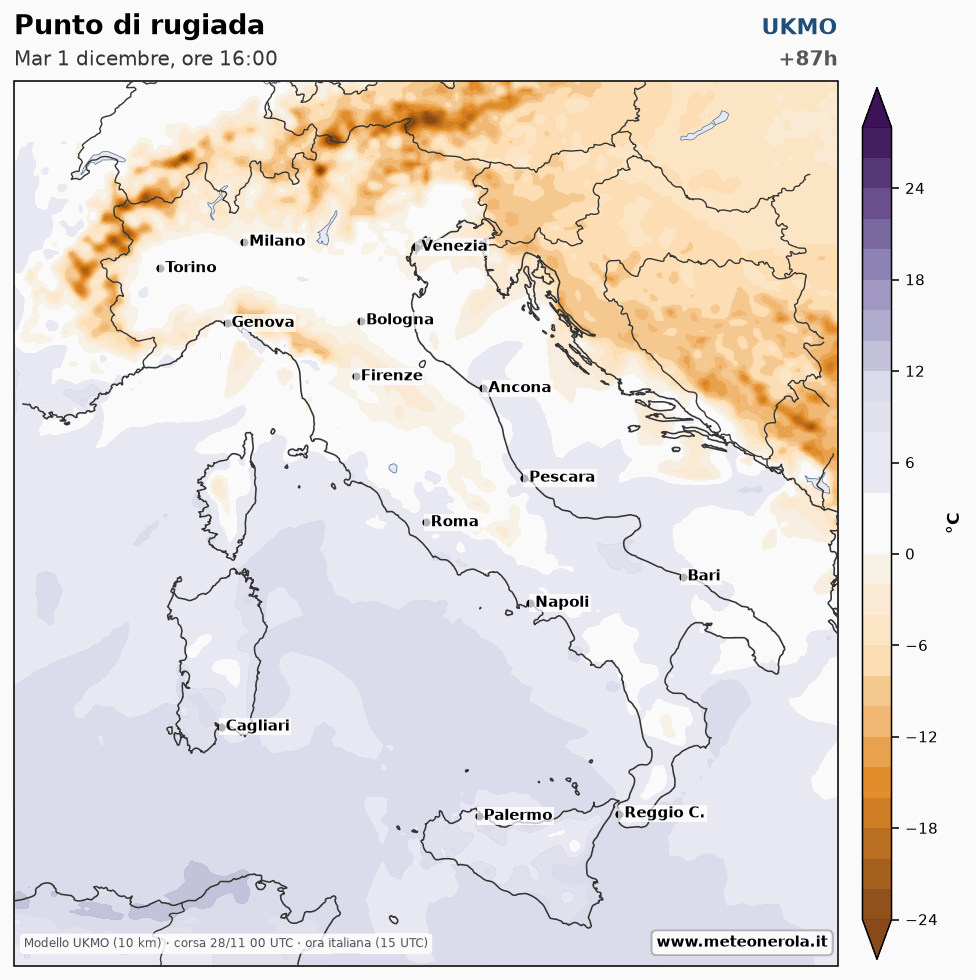 Punto di rugiada
UKMO
Mar 1 dicembre, ore 16:00
+87h
Milano
Venezia
Torino
Genova
Bologna
Firenze
Ancona
Pescara
Roma
Bari
Napoli
Cagliari
Palermo
Reggio C.
24
18
12
6
0
−6
−12
−18
−24
°C
Modello UKMO (10 km) · corsa 28/11 00 UTC · ora italiana (15 UTC)
www.meteonerola.it